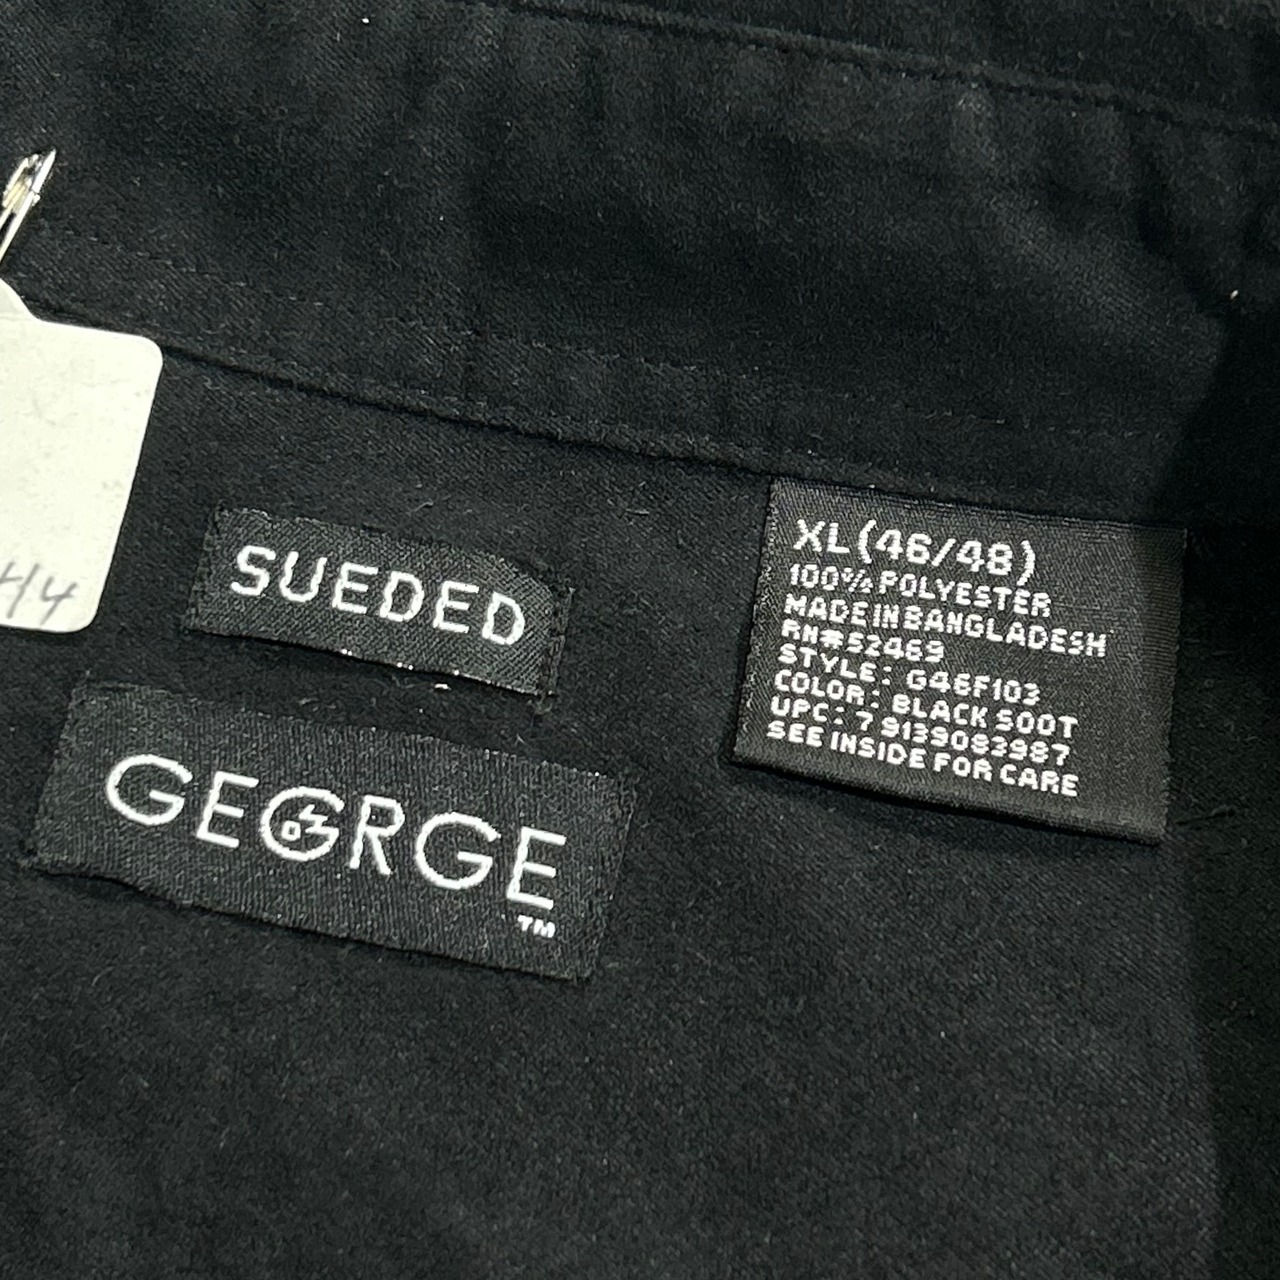 44
SUEDED
GEORGE
TM
XL(46/48)
100% POLYESTER
MADE IN BANGLADESH
RN#52469
STYLE: G46F103
COLOR: BLACK SOOT
UPC: 7 9139083987
SEE INSIDE FOR CARE